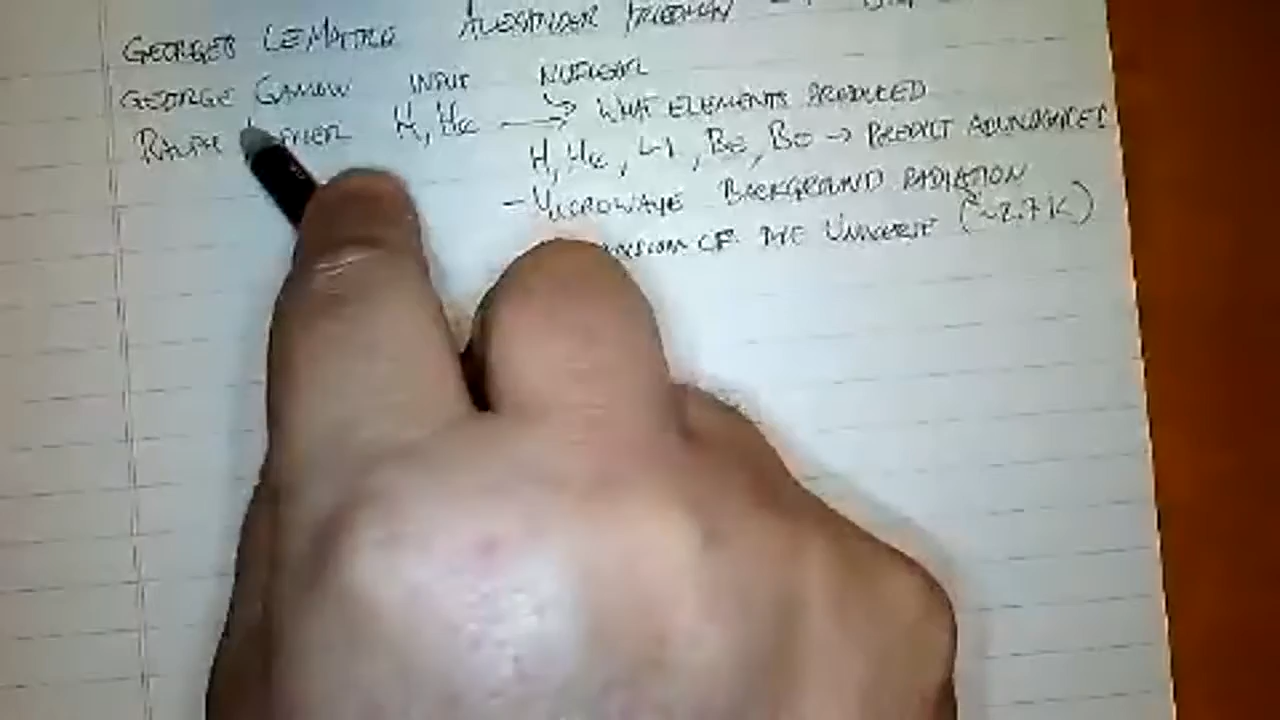 GEORGES LEMAITRE ALEXANDER
GEORGE GAMOW INPUT NUCLEAR
RALPH H, He → WHAT ELEMENTS PRODUCED
H, He, Li, Be, Bo → PREDICT ABUNDANCES
- MICROWAVE BACKGROUND RADIATION
OF THE UNIVERSE (~2.7K)